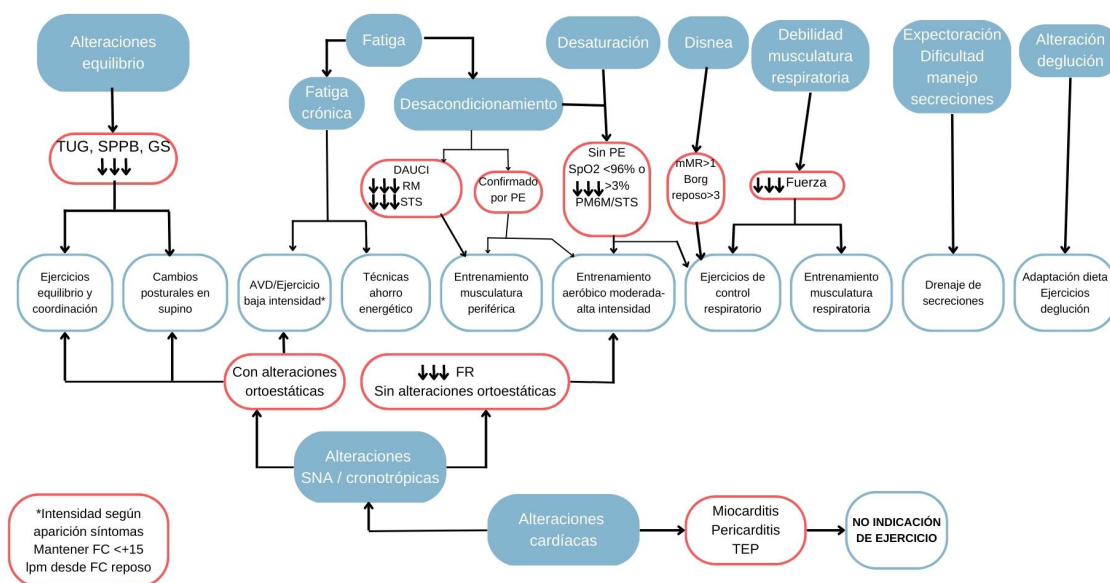 Alteraciones
equilibrio
Fatiga
Desaturación
Disnea
Debilidad
musculatura
respiratoria
Expectoración
Dificultad
manejo
secreciones
Alteración
deglución
Fatiga
crónica
Desacondicionamiento
TUG, SPPB, GS
↓↓↓
DAUCI
↓↓↓ RM
↓↓↓ STS
Confirmado
por PE
Sin PE
SpO2 <96% o
↓↓↓ >3%
PM6M/STS
mMR>1
Borg
reposo>3
↓↓↓ Fuerza
Ejercicios
equilibrio y
coordinación
Cambios
posturales en
supino
AVD/Ejercicio
baja intensidad*
Técnicas
ahorro
energético
Entrenamiento
musculatura
periférica
Entrenamiento
aeróbico moderada-
alta intensidad
Ejercicios de
control
respiratorio
Entrenamiento
musculatura
respiratoria
Drenaje de
secreciones
Adaptación dieta
Ejercicios
deglución
Con alteraciones
ortoestáticas
↓↓↓ FR
Sin alteraciones ortoestáticas
Alteraciones
SNA / cronotrópicas
*Intensidad según
aparición síntomas
Mantener FC <+15
lpm desde FC reposo
Alteraciones
cardíacas
Miocarditis
Pericarditis
TEP
NO INDICACIÓN
DE EJERCICIO